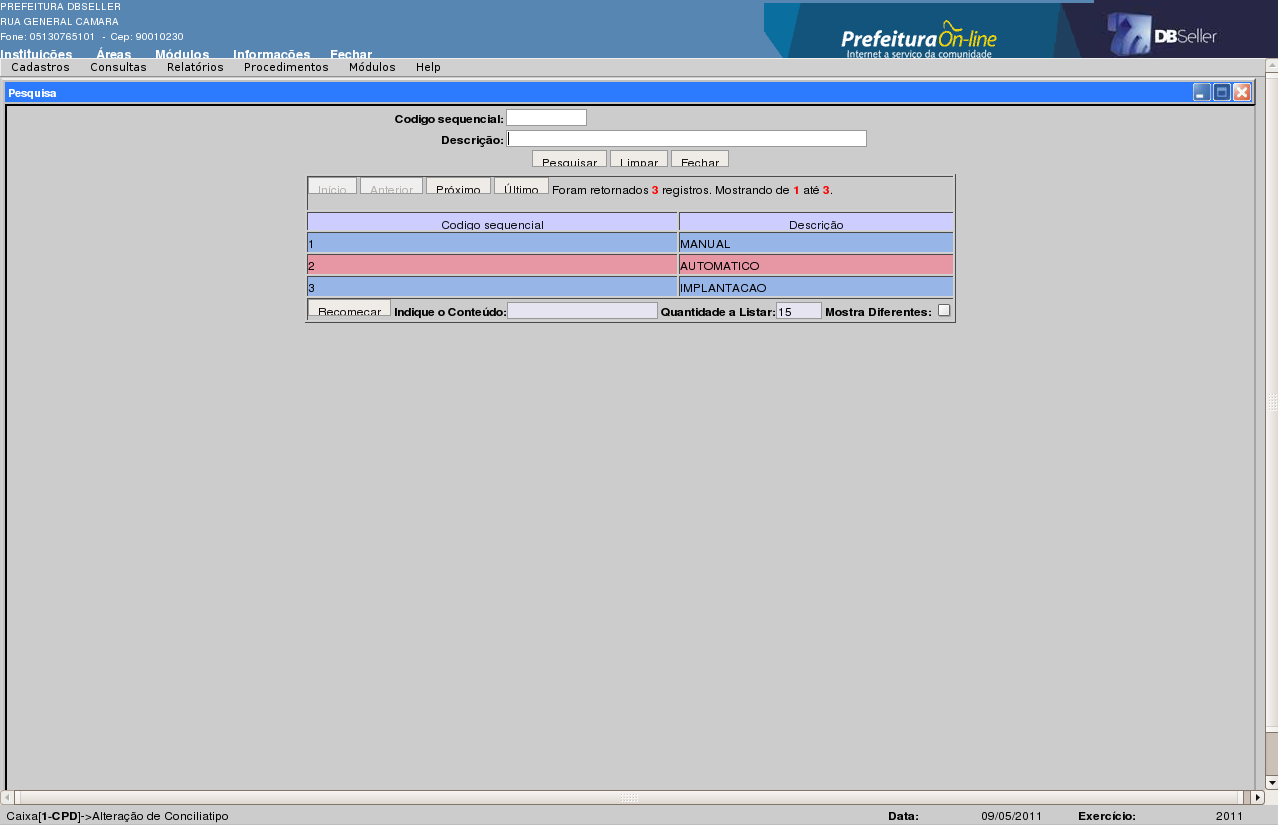 PREFEITURA DBSELLER
RUA GENERAL CAMARA
Fone: 05130765101 - Cep: 90010230
Instituições Áreas Módulos Informações Fechar
PrefeituraOn-line
Internet a serviço da comunidade
DBSeller
Cadastros Consultas Relatórios Procedimentos Módulos Help
Pesquisa
Codigo sequencial:
Descrição:
Pesquisar Limpar Fechar
Início Anterior Próximo Último Foram retornados 3 registros. Mostrando de 1 até 3.
Codigo sequencial Descrição
1 MANUAL
2 AUTOMATICO
3 IMPLANTACAO
Recomeçar Indique o Conteúdo: Quantidade a Listar: 15 Mostra Diferentes:
Caixa[1-CPD]->Alteração de Conciliatipo Data: 09/05/2011 Exercício: 2011